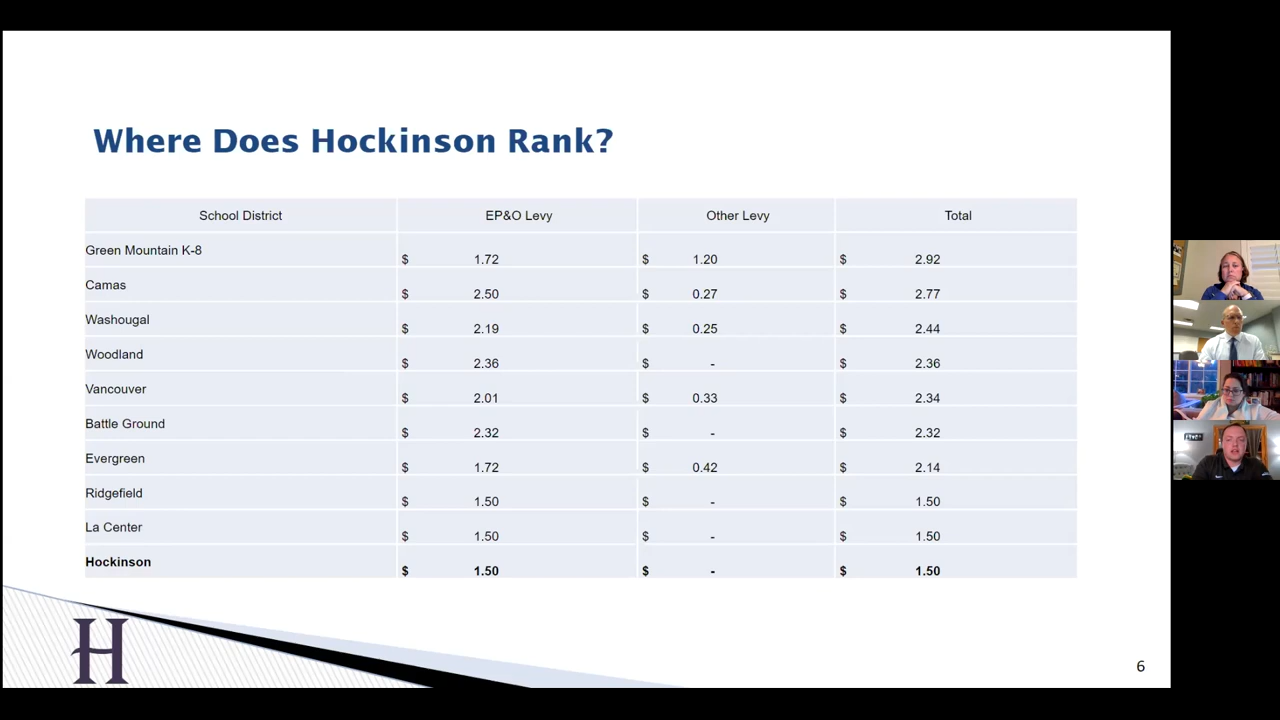 Where Does Hockinson Rank?
School District EP&O Levy Other Levy Total
Green Mountain K-8 $ 1.72 $ 1.20 $ 2.92
Camas $ 2.50 $ 0.27 $ 2.77
Washougal $ 2.19 $ 0.25 $ 2.44
Woodland $ 2.36 $ - $ 2.36
Vancouver $ 2.01 $ 0.33 $ 2.34
Battle Ground $ 2.32 $ - $ 2.32
Evergreen $ 1.72 $ 0.42 $ 2.14
Ridgefield $ 1.50 $ - $ 1.50
La Center $ 1.50 $ - $ 1.50
Hockinson $ 1.50 $ - $ 1.50
H
6